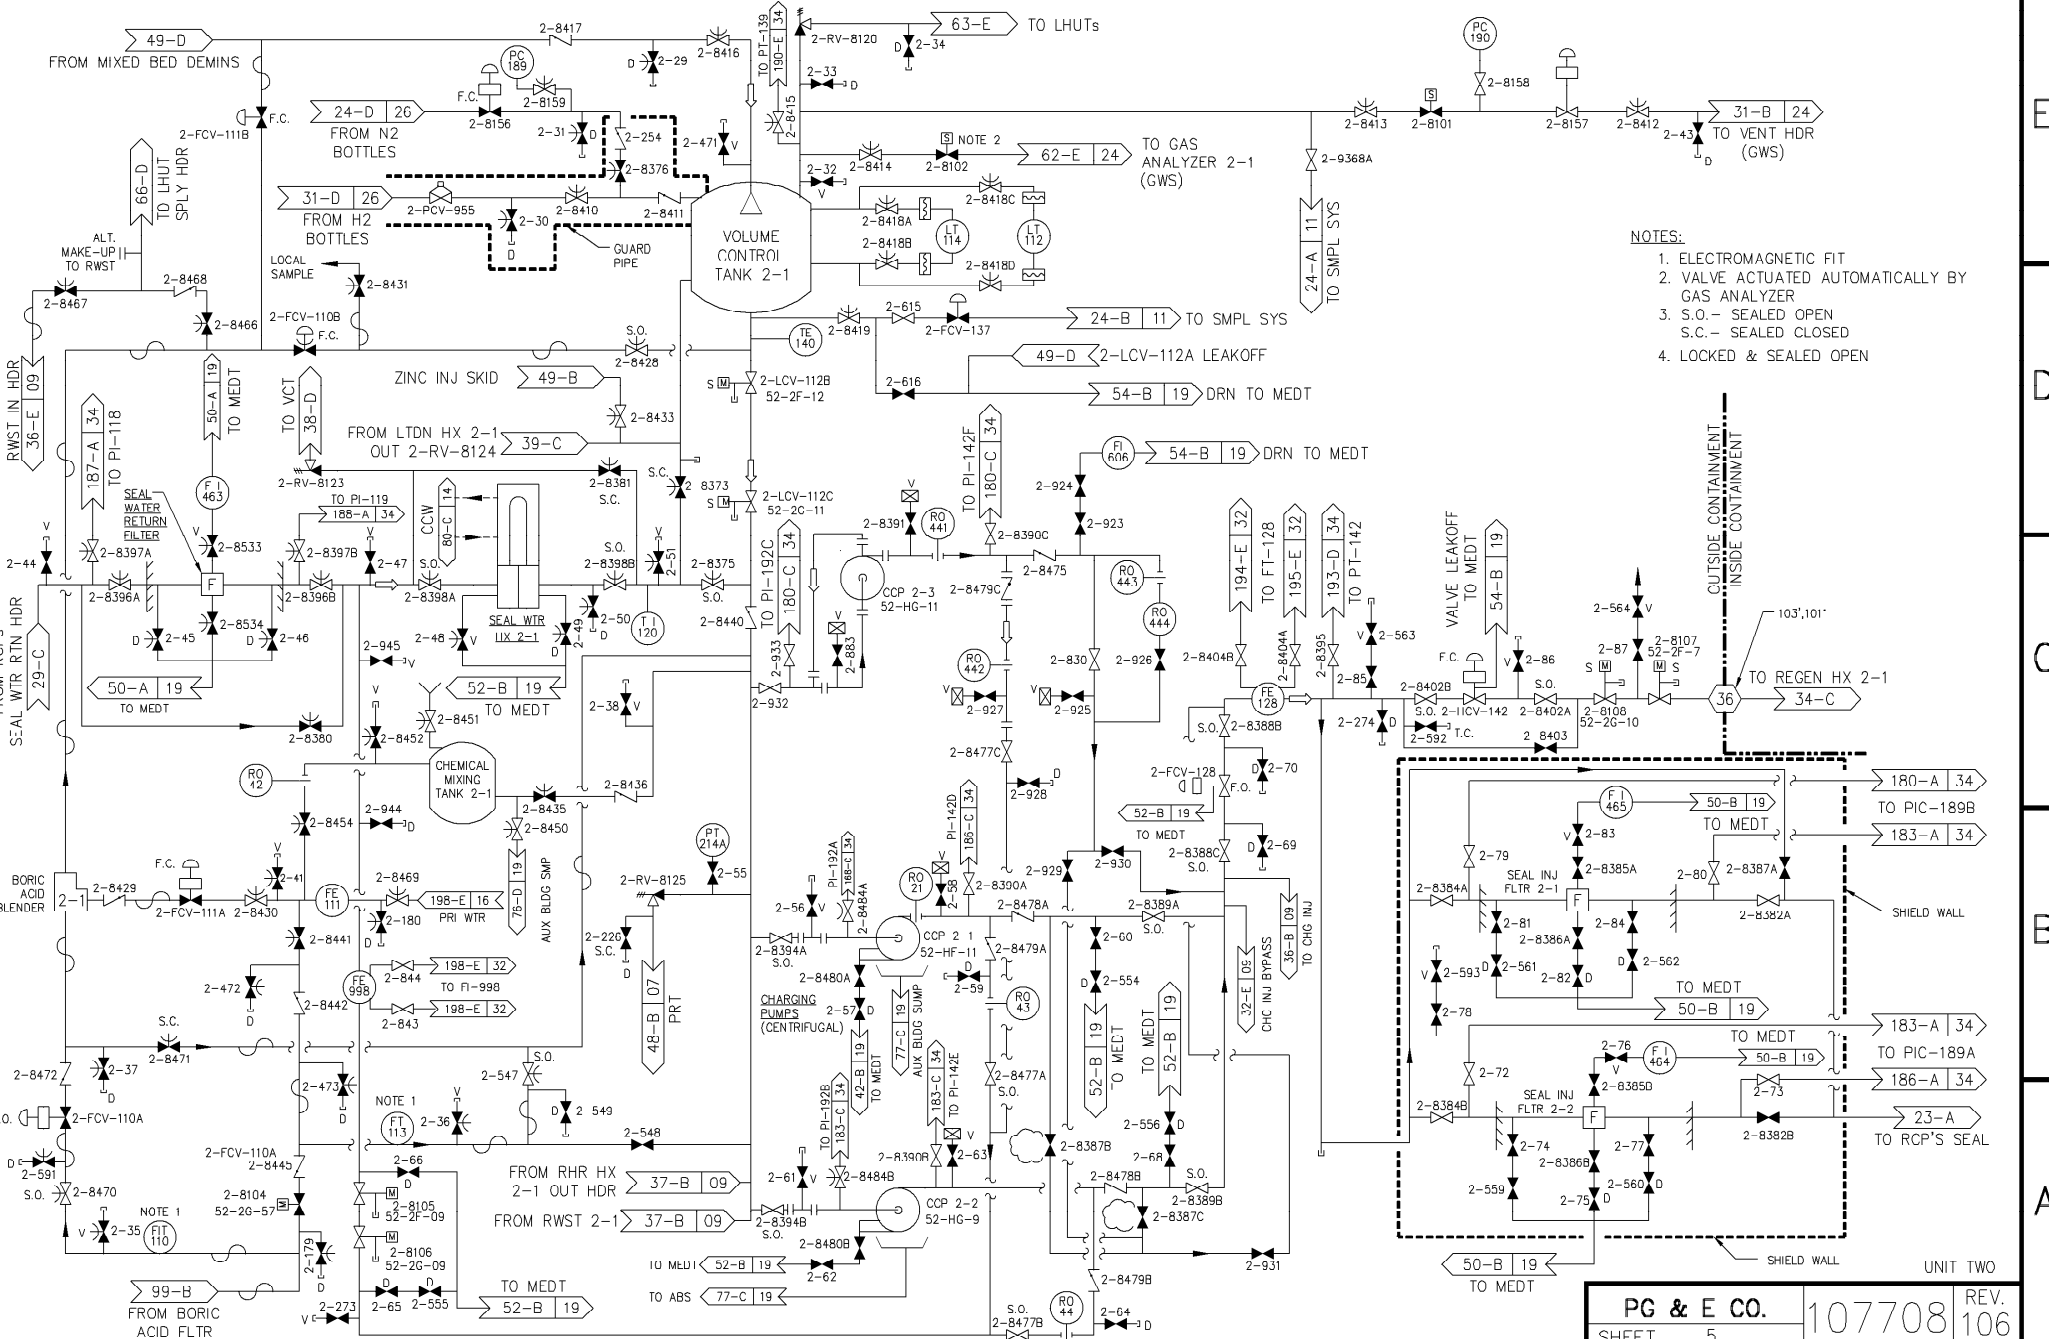 49-D
FROM MIXED BED DEMINS
2-8417
2-29
D
2-8416
TO PT-139
190-E 34
2-RV-8120
63-E
TO LHUTs
D
2-34
2-33
D
PC 190
2-8158
PC 189
2-8159
F.C.
2-8156
24-D 26
FROM N2
BOTTLES
2-31
D
2-254
2-8376
2-471
V
2-8415
2-8414
S NOTE 2
2-8102
62-E 24
TO GAS
ANALYZER 2-1
(GWS)
2-8413
S
2-8101
2-8157
2-8412
31-B 24
TO VENT HDR
(GWS)
2-43
D
2-9368A
24-A 11
TO SMPL SYS
2-FCV-111B
F.C.
66-D
TO LHUT
SPLY HDR
31-D 26
FROM H2
BOTTLES
2-PCV-955
2-30
D
2-8410
2-8411
GUARD
PIPE
VOLUME
CONTROL
TANK 2-1
2-32
V
2-8418A
2-8418B
2-8418C
2-8418D
LT 114
LT 112
NOTES:
1. ELECTROMAGNETIC FIT
2. VALVE ACTUATED AUTOMATICALLY BY
GAS ANALYZER
3. S.O.- SEALED OPEN
S.C.- SEALED CLOSED
4. LOCKED & SEALED OPEN
ALT.
MAKE-UP
TO RWST
2-8467
2-8468
2-8466
LOCAL
SAMPLE
2-8431
2-FCV-110B
F.C.
S.O.
2-8428
TE 140
2-8419
2-615
2-FCV-137
24-B 11 TO SMPL SYS
49-D 2-LCV-112A LEAKOFF
2-616
54-B 19 DRN TO MEDT
RWST IN HDR
36-E 09
187-A 34
TO PI-118
50-A 19
TO MEDT
TO VCT
38-D
ZINC INJ SKID
49-B
2-8433
FROM LTDN HX 2-1
OUT 2-RV-8124
39-C
S M
2-LCV-112B
52-2F-12
S M
2-LCV-112C
52-2C-11
TO PI-142F
180-C 34
FI 606
54-B 19 DRN TO MEDT
2-924
2-923
SEAL
WATER
RETURN
FILTER
FI 463
2-8533
V
2-RV-8123
2-8381
S.C.
S.C.
2 8373
TO PI-119
188-A 34
CCW
80-C 14
2-44
V
2-8397A
2-8396A
F
2-8397B
2-8396B
2-47
V
S.O.
2-8398A
SEAL WTR
HX 2-1
S.O.
2-8398B
2-51
V
2-8375
S.O.
TI 120
2-50
D
2-49
D
2-48
V
2-45
D
2-46
D
2-8534
2-945
V
SEAL WTR RTN HDR
29-C
50-A 19
TO MEDT
52-B 19
TO MEDT
2-8380
2-8440
TO PI-192C
180-C 34
2-933
2-932
2-883
V
CCP 2-3
52-HG-11
2-8391
V
RO 441
2-8390C
2-8475
2-8479C
RO 442
2-927
V
2-8477C
2-928
D
RO 443
RO 444
2-830
2-926
2-925
V
194-E 32
TO FT-128
195-E 32
193-D 34
TO PT-142
2-8404B
2-8404A
2-8395
FE 128
2-563
V
2-85
2-274
D
VALVE LEAKOFF
TO MEDT
54-B 19
F.C.
2-8402B
S.O.
2-HCV-142
2-592
T.C.
2-86
V
S.O.
2-8402A
2 8403
2-564
V
2-87
S M
2-8108
52-2G-10
2-8107
52-2F-7
M S
OUTSIDE CONTAINMENT
INSIDE CONTAINMENT
103',101°
36
TO REGEN HX 2-1
34-C
S.O.
2-8388B
2-70
D
2-FCV-128
F.O.
52-B 19
TO MEDT
2-8388C
S.O.
2-69
D
2-8452
V
2-8451
CHEMICAL
MIXING
TANK 2-1
RO 42
2-8454
2-944
D
2-8435
2-8450
2-8436
2-38
V
76-D 19
AUX BLDG SMP
PT 214A
2-55
2-RV-8125
2-226
S.C.
D
48-B 07
PRT
BORIC
ACID
BLENDER
2-1
2-8429
F.C.
2-FCV-111A
2-8430
2-41
V
FE 111
2-8469
198-E 16
PRI WTR
2-180
D
2-8441
2-472
D
2-8442
FE 998
2-844
198-E 32
TO FI-998
198-E 32
2-843
S.C.
2-8471
2-8472
2-37
D
2-473
D
2-547
S.O.
2 549
D
2-FCV-110A
2-591
D
S.O.
2-8470
2-35
V
NOTE 1
FIT 110
99-B
FROM BORIC
ACID FLTR
2-FCV-110A
2-8445
2-8104
52-2G-57
M
2-179
D
NOTE 1
FT 113
2-36
V
2-548
2-66
D
M
2-8105
52-2F-09
M
2-8106
52-2G-09
2-65
D
2-555
D
2-273
V
TO MEDT
52-B 19
FROM RHR HX
2-1 OUT HDR
37-B 09
FROM RWST 2-1
37-B 09
PI-192A
168-C 34
2-56
V
2-8484A
2-8394A
S.O.
CCP 2 1
52-HF-11
RO 21
2-58
V
PI-142D
186-C 34
2-8390A
2-8478A
2-8479A
2-59
D
RO 43
2-8477A
S.O.
2-8480A
2-57
D
CHARGING
PUMPS
(CENTRIFUGAL)
42-B 19
TO MEDT
77-C 19
AUX BLDG SUMP
2-929
2-930
2-8389A
S.O.
2-60
2-554
D
52-B 19
TO MEDT
52-B 19
32-E 09
CHC INJ BYPASS
36-B 09
TO CHG INJ
TO PI-192B
183-C 34
183-C 34
TO PI-142E
2-61
V
2-8484B
2-8394B
S.O.
2-8390B
2-63
V
CCP 2-2
52-HG-9
2-8480B
2-62
52-B 19
TO ABS
77-C 19
2-8387B
2-556
D
2-68
2-8478B
S.O.
2-8389B
2-8387C
2-931
2-8479B
RO 44
S.O.
2-8477B
2-64
D
180-A 34
TO PIC-189B
183-A 34
FI 465
50-B 19
TO MEDT
2-83
V
2-8385A
2-79
2-80
2-8387A
2-8384A
SEAL INJ
FLTR 2-1
F
2-8382A
2-81
2-84
2-8386A
2-561
D
2-82
D
2-562
D
SHIELD WALL
2-593
V
2-78
TO MEDT
50-B 19
183-A 34
TO PIC-189A
186-A 34
TO MEDT
2-76
V
50-B 19
2-72
2-73
2-8384B
SEAL INJ
FLTR 2-2
F
2-8382B
23-A
TO RCP'S SEAL
2-74
2-77
2-8386B
2-559
2-75
D
2-560
D
50-B 19
TO MEDT
SHIELD WALL
UNIT TWO
PG & E CO.
107708
REV.
106
SHEET 5
E
D
C
B
A